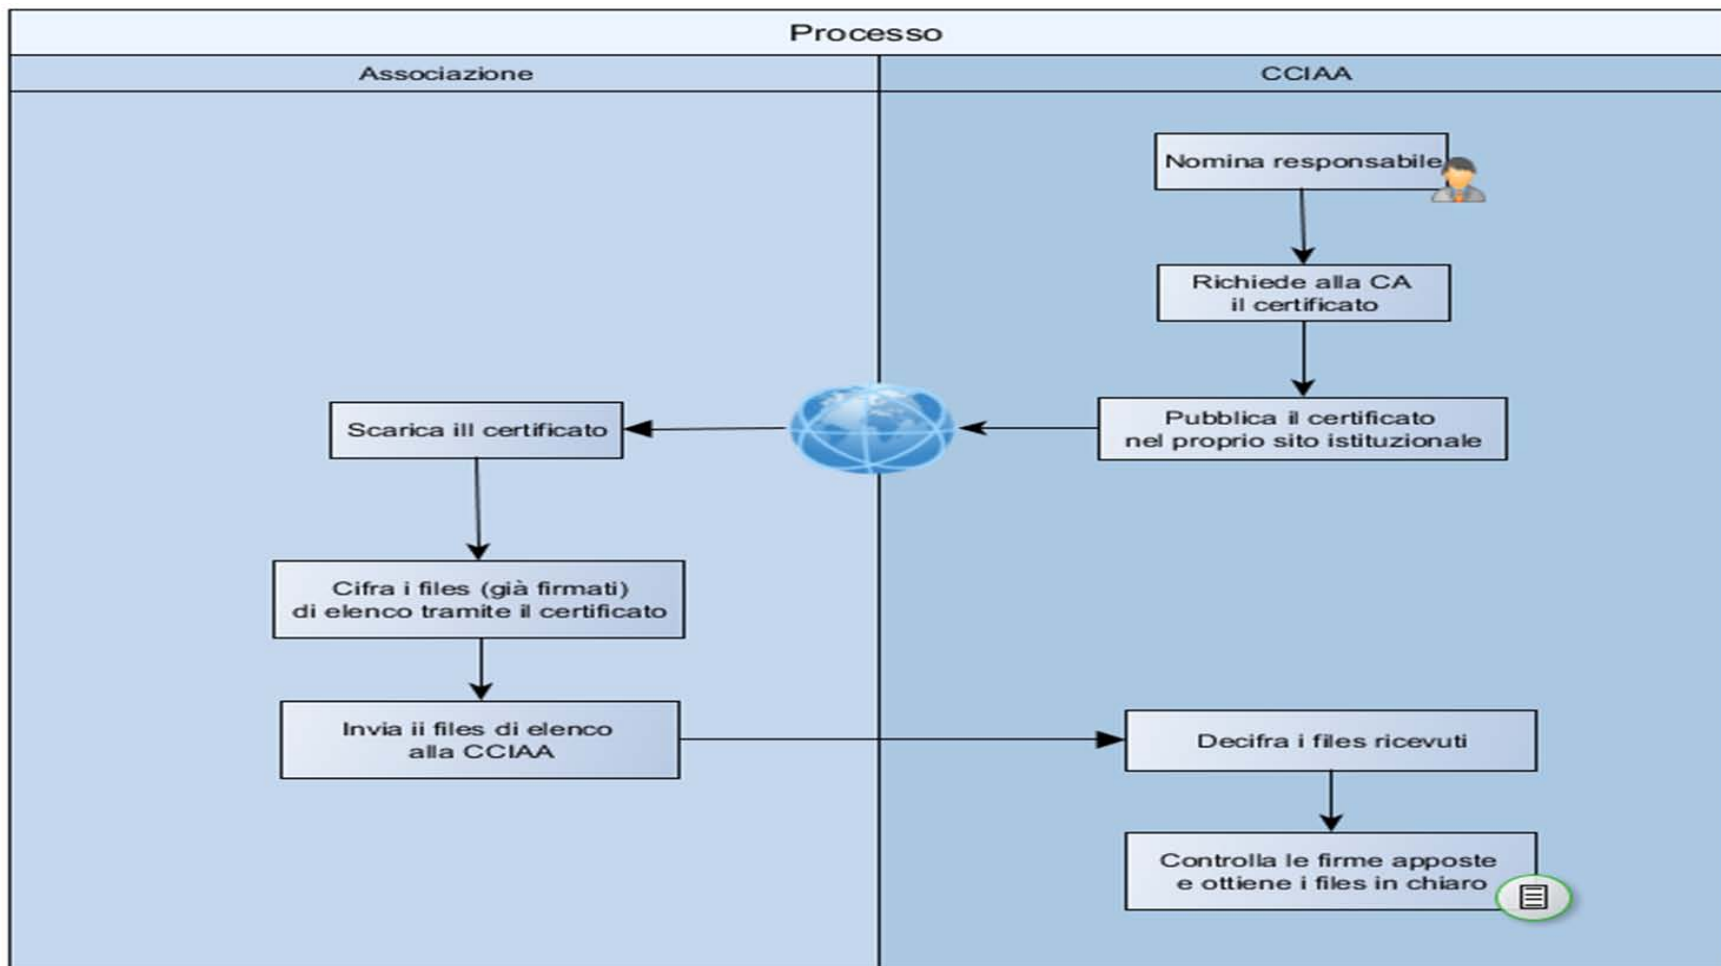 Processo
Associazione
CCIAA
Nomina responsabile
Richiede alla CA
il certificato
Pubblica il certificato
nel proprio sito istituzionale
Scarica ill certificato
Cifra i files (già firmati)
di elenco tramite il certificato
Invia ii files di elenco
alla CCIAA
Decifra i files ricevuti
Controlla le firme apposte
e ottiene i files in chiaro